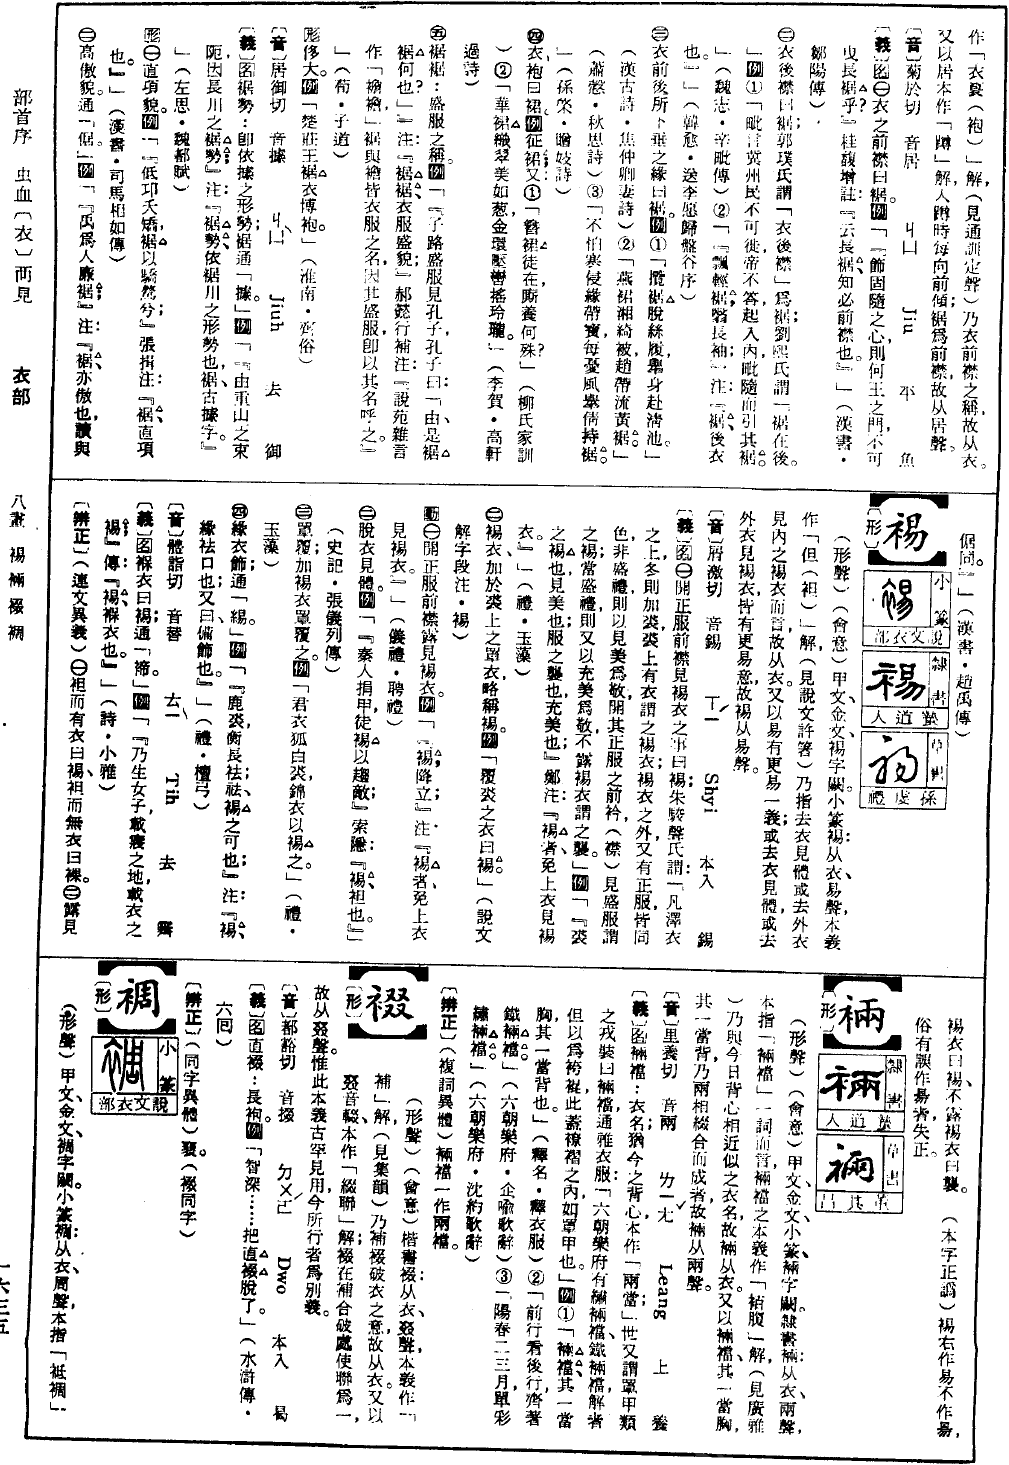 作「衣裒(袍)」解,(見通訓定聲)乃衣前襟之稱,故从衣。
又以居本作「蹲」解,人蹲時每向前傾;裾爲前襟,故从居聲。
〔音〕菊於切 音居 ㄐㄩ Jiu 平 魚
〔義〕名㊀衣之前襟曰裾。例「『飾固陋之心,則何王之門,不可
曳長裾乎?』桂馥增註:『云長裾,知必前襟也。』」(漢書・
鄒陽傳)
㊁衣後襟曰裾;郭璞氏謂「衣後襟」爲裾,劉熙氏謂「裾在後。
」例①「毗言冀州民不可徙,帝不答,起入內;毗隨而引其裾。
」(魏志・辛毗傳)②「『飄輕裾,翳長袖;』注:『裾,後衣
也。』」(韓愈・送李愿歸盤谷序)
㊂衣前後所下垂之緣曰裾。例①「攬裾脫絲履,舉身赴淸池。」
(漢古詩・焦仲卿妻詩)②「燕裙湘綺被,趙帶流黃裾。」
(蕭愨・秋思詩)③「不怕寒侵緣帶寶,每憂風舉倩持裾。
」(孫棨・贈妓詩)
㊃衣袍曰裾。例征裾。又①「簪裾徒在,廝養何殊?」(柳氏家訓
)②「華裾織翠美如葱,金環壓轡搖玲瓏。」(李賀・高軒
過詩)
㊄裾裾:盛服之稱。例「『子路盛服見孔子,孔子曰:「由,是裾
裾何也」』注:『裾裾,衣服盛貌』郝懿行補注:『說苑雜言
作「襜襜」,裾與襜,皆衣服之名,因其盛服,卽以其名呼之。』
」(荀・子道)
形侈大。例「楚莊王裾衣博袍。」(淮南・齊俗)
〔音〕居御切 音據 ㄐㄩˋ Jiuh 去 御
〔義〕名裾勢:卽依據之形勢;裾通「據。」例「『由重山之束
阨,因長川之裾勢。』注:『裾勢,依裾川之形勢也,裾,古據字。』
」(左思・魏都賦)
形㊀直項貌。例「『低卬夭矯裾以驕驁兮』張揖注:『裾,直項
也。』」(漢書・司馬相如傳)
㊁高傲貌,通「倨。」例「『禹爲人廉裾』注:『裾亦傲也,讀與
倨同。』」(漢書・趙禹傳)
裼
〔形〕
小篆 說文衣部
隸書 道人
草書 孫虔禮
(形聲)(會意)甲文金文裼字闕。小篆裼:从衣,易聲,本義
作「但(袒)」解,(見說文許箸)乃指去衣見體或去外衣
見內之裼衣而言,故从衣。又以易有更易一義;或去衣見體,或去
外衣見裼衣,皆有更易意,故裼从易聲。
〔音〕屑激切 音錫 ㄒㄧ Shyi 本入 錫
〔義〕名㊀開正服前襟見裼衣之事曰裼;朱駿聲氏謂:「凡澤衣
之上,冬則加裘,裘上有衣謂之裼衣,裼衣之外,又有正服,皆同
色,非盛禮則以見美爲敬,開其正服之前衿(襟)見盛服謂
之裼;當盛禮則又以充美爲敬,不露裼衣謂之襲。」例「『裘
之裼也,見美也;服之襲也,充美也』鄭注:『裼者,免上衣,見裼
衣。』」(禮・玉藻)
㊁裼衣,加於裘上之罩衣,略稱裼。例「覆裘之衣曰裼。」(說文
解字段注・裼)
動㊀開正服前襟露見裼衣。例「『裼,降立。』注『裼者,免上衣,
見裼衣。』」(儀禮・聘禮)
㊁脫衣見體。例「『秦人捐甲徒裼以趨敵。』索隱:『裼,袒也。』」
(史記・張儀列傳)
㊂罩覆;加裼衣罩覆之。例「君衣狐白裘,錦衣以裼之。」(禮・
玉藻)
㊃緣衣飾,通「緆。」例「『鹿裘衡長袪,袪,裼之可也;』注:『裼,
緣袪口也,又曰備飾也。』」(禮・檀弓)
〔音〕體詣切 音替 ㄊㄧˋ Tih 去 霽
〔義〕名褓衣曰裼;通「禘。」例「『乃生女子,載寢之地,載衣之
裼;』傳『裼,褓衣也。』」(詩・小雅)
〔辨正〕(連文異義)㊀袒而有衣曰裼,袒而無衣曰裸。㊁露見
裼衣曰裼、不露裼衣曰襲。 (本字正譌)裼右作易不作昜,
俗有誤作昜者失正。
裲
〔形〕
隸書 道人
草書 董其昌
(形聲)(會意)甲文、金文、小篆裲字闕。隸書裲:从衣,兩聲,
本指「裲襠」一詞而言,裲襠之本義作「袹腹」解,(見廣雅
)乃與今日背心相近似之衣名,故裲从衣。又以裲襠,其一當胸,
其一當背,乃兩相綴合而成者,故裲从兩聲。
〔音〕里養切 音兩 ㄌㄧㄤˇ Leang 上 養
〔義〕名裲襠:衣名,猶今之背心,本作「兩當;」世又謂罩甲類
之戎裝曰裲襠;通雅衣服:「六朝樂府有繡裲襠、鐵裲襠,解者
但以爲袴襱,此蓋襐褶之內如罩甲也。」例①「裲襠,其一當
胸,其一當背也。」(釋名・釋衣服)②「前行看後行,齊著
鐵裲襠。」(六朝樂府・企喩歌辭)③「陽春二三月,單衫
繡裲襠。」(六朝樂府・沈約歌辭)
〔辨正〕(複詞異體)裲襠一作兩襠。
裰
〔形〕
(形聲)(會意)楷書裰:从衣、叕聲,本義作「
補」解,(見集韻)乃補裰破衣之意,故从衣。又以
叕音輟,本作「綴聯」解,裰在補合破處使聯爲一,
故从叕聲。惟此本義古罕見用,今所行者爲別義。
〔音〕都豁切 音掇 ㄉㄨㄛˊ Dwo 本入 曷
〔義〕名直裰:長袍。例「智深……把直裰脫了。」(水滸傳・
六回)
〔辨正〕(同字異體)䙃。(裰同字)
裯
〔形〕
小篆 說文衣部
(形聲)甲文、金文裯字闕。小篆裯:从衣、周聲,本指「祗裯」……
部首序 虫血〔衣〕襾見 衣部 八畫 裼裲裰裯 一六三五